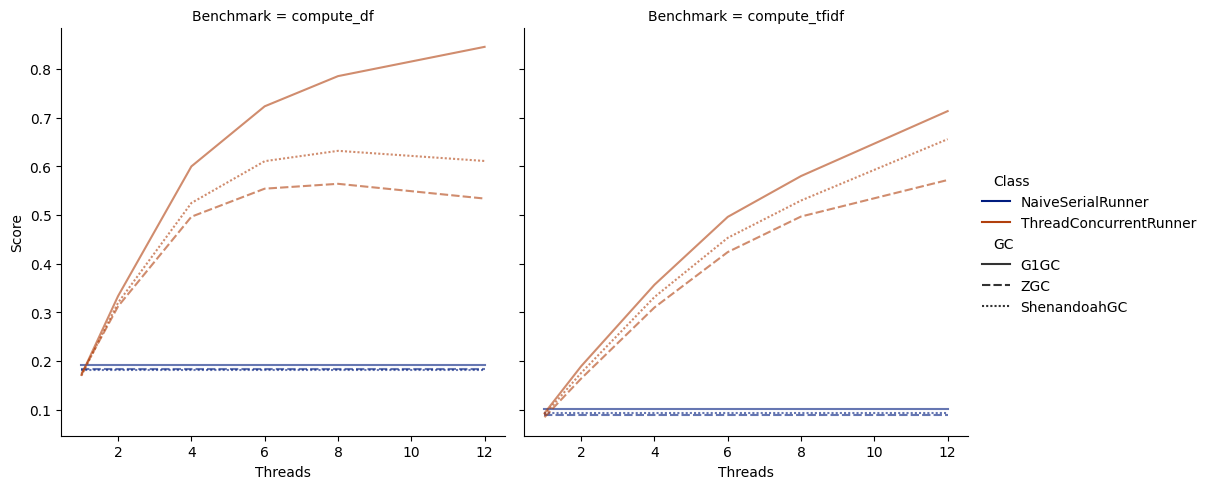 Benchmark = compute_df
Benchmark = compute_tfidf
0.8
0.7
0.6
0.5
0.4
0.3
0.2
0.1
Score
2 4 6 8 10 12
Threads
2 4 6 8 10 12
Threads
Class
NaiveSerialRunner
ThreadConcurrentRunner
GC
G1GC
ZGC
ShenandoahGC